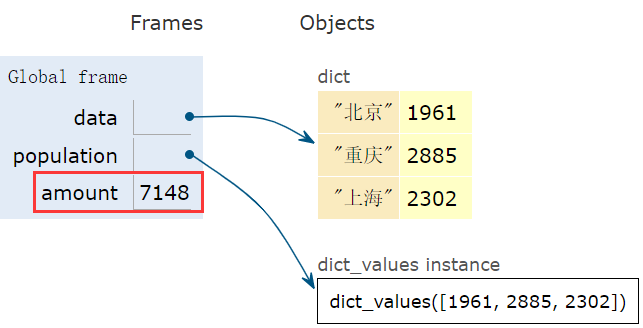 Frames Objects
Global frame
data
population
amount 7148
dict
"北京" 1961
"重庆" 2885
"上海" 2302
dict_values instance
dict_values([1961, 2885, 2302])